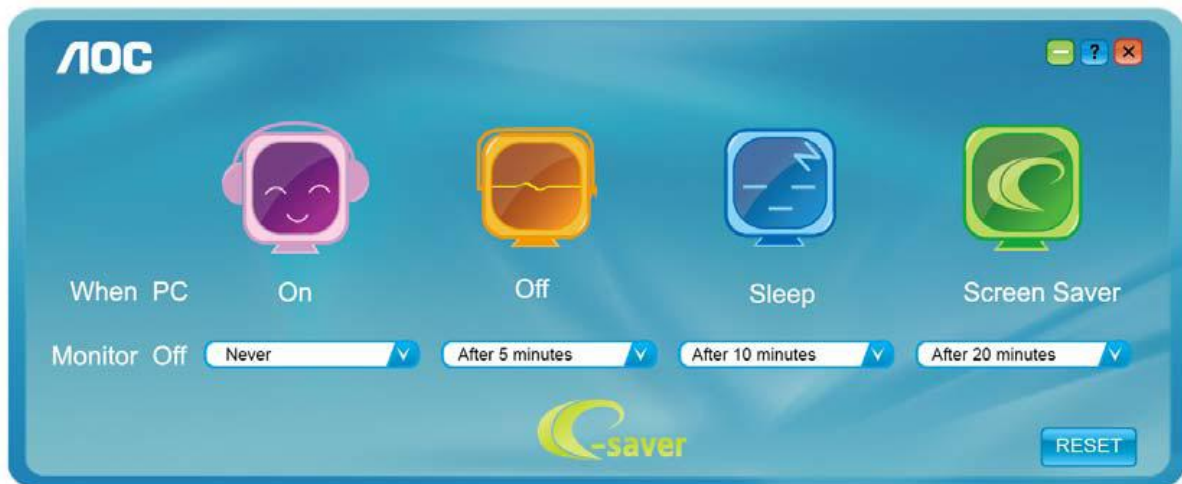 AOC
?
When PC On Off Sleep Screen Saver
Monitor Off Never After 5 minutes After 10 minutes After 20 minutes
e-saver
RESET